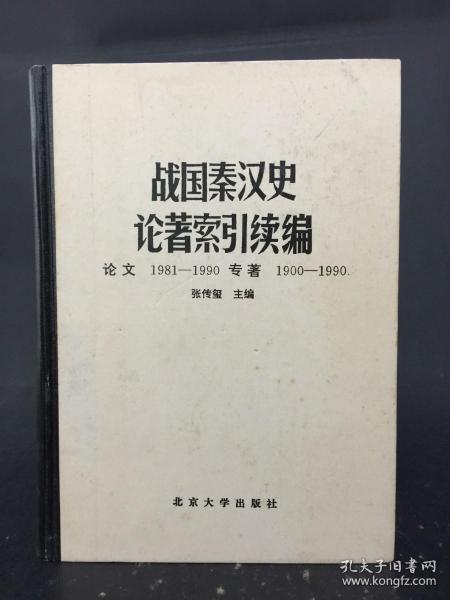 战国秦汉史
论著索引续编
论文 1981—1990 专著 1900—1990
张传玺 主编
北京大学出版社
孔夫子旧书网
www.kongfz.com